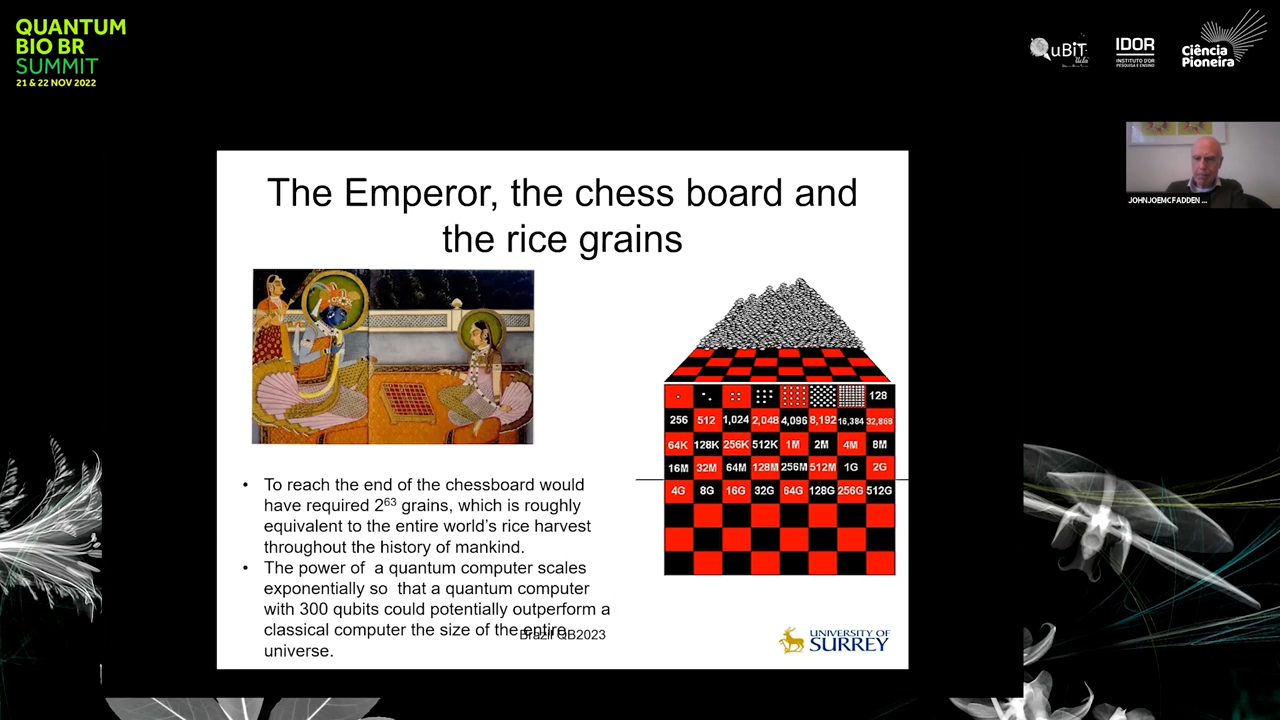 QUANTUM
BIO BR
SUMMIT
21 & 22 NOV 2022
QuBiT
IDOR
INSTITUTO D'OR
PESQUISA E ENSINO
Ciência
Pioneira
JOHNJOEMCFADDEN ...
The Emperor, the chess board and
the rice grains
128
256 512 1,024 2,048 4,096 8,192 16,384 32,868
64K 128K 256K 512K 1M 2M 4M 8M
16M 32M 64M 128M 256M 512M 1G 2G
4G 8G 16G 32G 64G 128G 256G 512G
• To reach the end of the chessboard would
have required 2⁶³ grains, which is roughly
equivalent to the entire world's rice harvest
throughout the history of mankind.
• The power of a quantum computer scales
exponentially so that a quantum computer
with 300 qubits could potentially outperform a
classical computer the size of the entire
universe.
Brazil QB2023
UNIVERSITY OF
SURREY